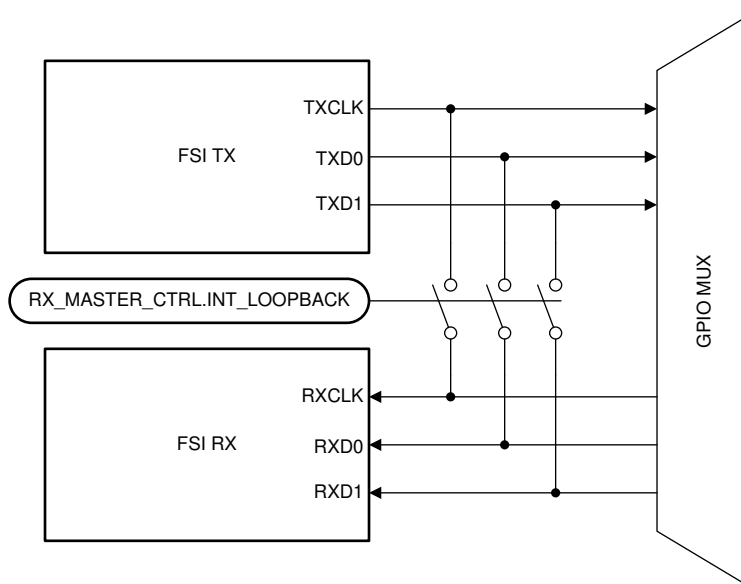 TXCLK
FSI TX
TXD0
TXD1
RX_MASTER_CTRL.INT_LOOPBACK
GPIO MUX
RXCLK
FSI RX
RXD0
RXD1